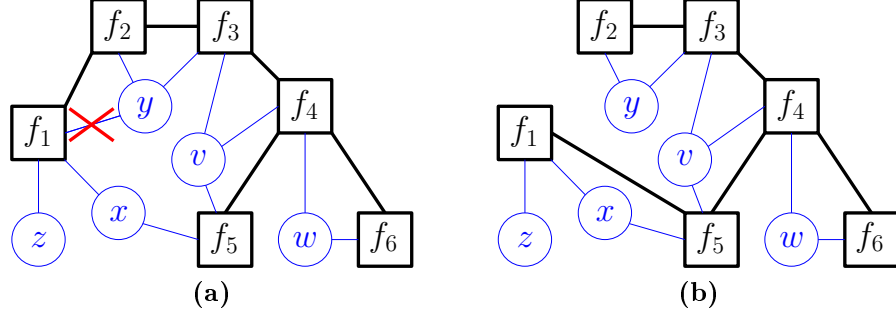 f₂ f₃ f₂ f₃
y f₄ y f₄
f₁ f₁
v v
x x
z f₅ w f₆ z f₅ w f₆
(a) (b)